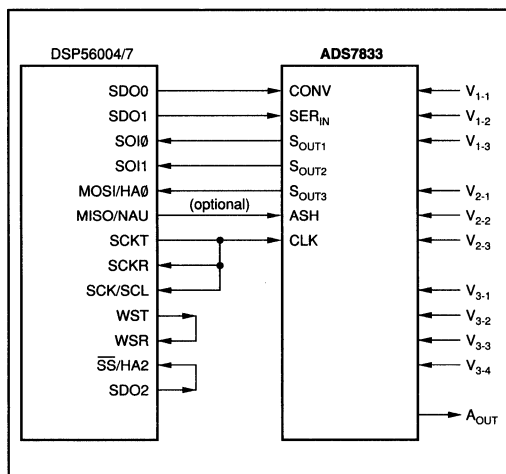 DSP56004/7 ADS7833
SDO0 CONV V1-1
SDO1 SERIN V1-2
SOI0 SOUT1 V1-3
SOI1 SOUT2
MOSI/HA0 SOUT3 V2-1
MISO/NAU (optional) ASH V2-2
SCKT CLK V2-3
SCKR
SCK/SCL V3-1
WST V3-2
WSR V3-3
SS/HA2 V3-4
SDO2
AOUT